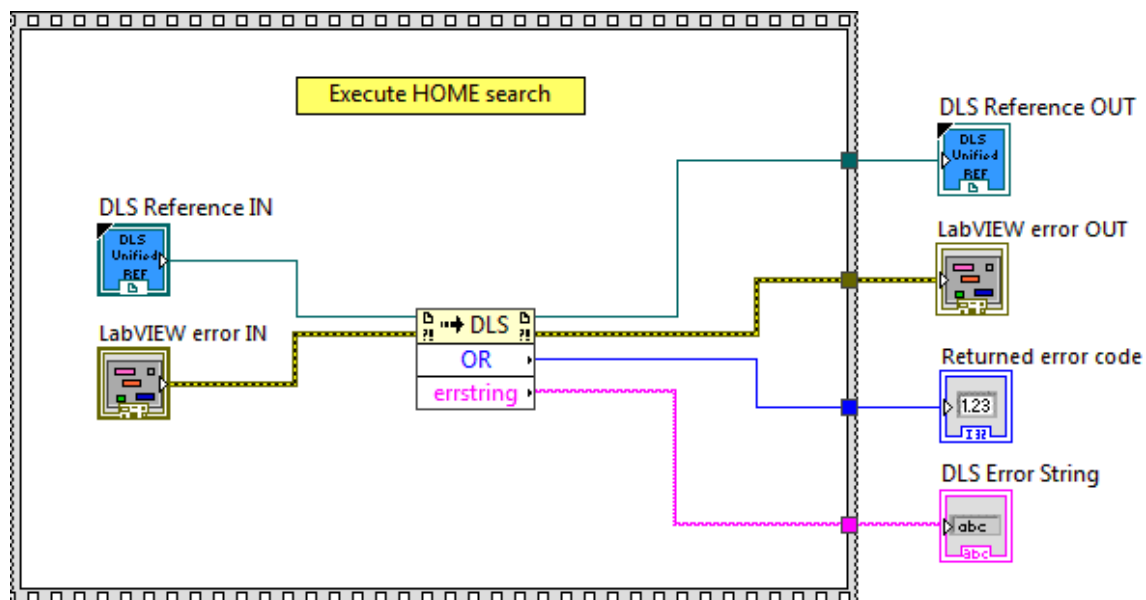 Execute HOME search
DLS Reference OUT
DLS
Unified
REF
DLS Reference IN
DLS
Unified
REF
LabVIEW error OUT
LabVIEW error IN
?! DLS ?!
OR
errstring
Returned error code
1.23
I32
DLS Error String
abc
abc